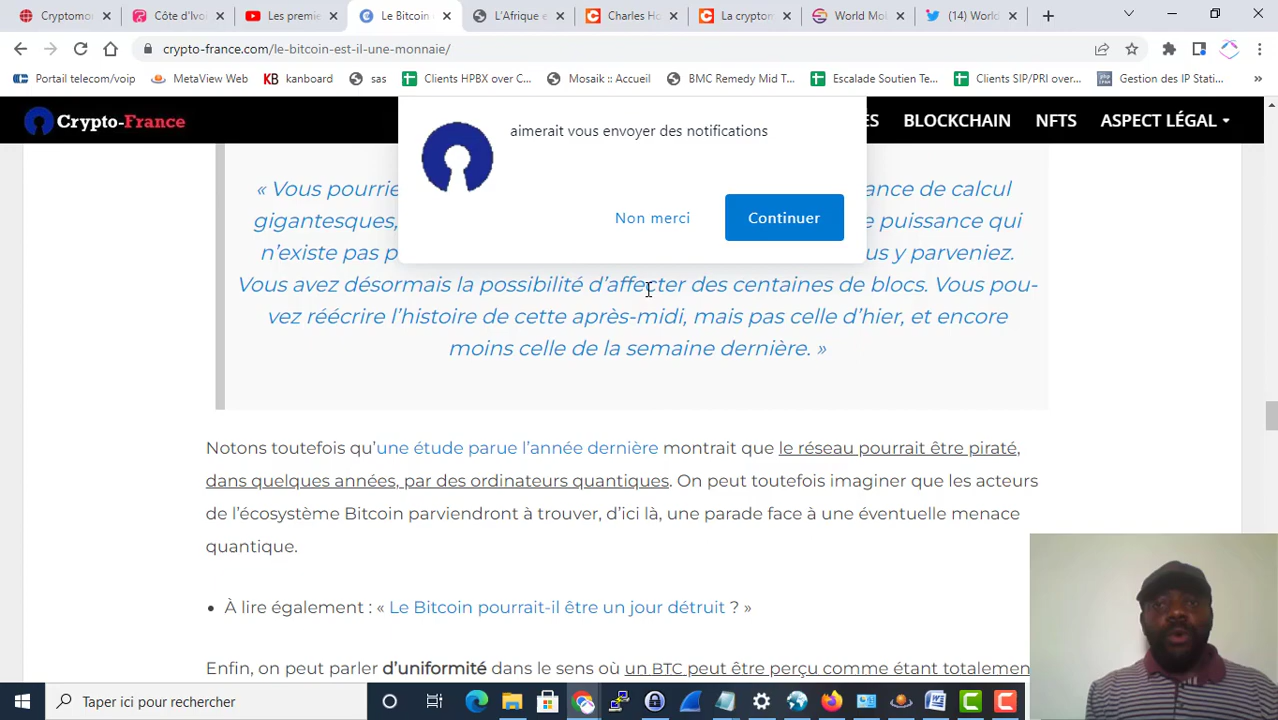 Cryptomo
Côte d'Ivoi
Les premie
Le Bitcoin
L'Afrique e
Charles Ho
La cryptom
World Mo
(14) World
crypto-france.com/le-bitcoin-est-il-une-monnaie/
Portail telecom/voip
MetaView Web
KB kanboard
sas
Clients HPBX over C...
Mosaik :: Accueil
BMC Remedy Mid T...
Escalade Soutien Te...
Clients SIP/PRI over...
Gestion des IP Stati...
»
Crypto-France
ES
BLOCKCHAIN
NFTS
ASPECT LÉGAL
aimerait vous envoyer des notifications
Non merci
Continuer
« Vous pourrie
ance de calcul
gigantesques,
e puissance qui
n'existe pas p
us y parveniez.
Vous avez désormais la possibilité d'affecter des centaines de blocs. Vous pou-
vez réécrire l'histoire de cette après-midi, mais pas celle d'hier, et encore
moins celle de la semaine dernière. »
Notons toutefois qu'une étude parue l'année dernière montrait que le réseau pourrait être piraté,
dans quelques années, par des ordinateurs quantiques. On peut toutefois imaginer que les acteurs
de l'écosystème Bitcoin parviendront à trouver, d'ici là, une parade face à une éventuelle menace
quantique.
• À lire également : « Le Bitcoin pourrait-il être un jour détruit ? »
Enfin, on peut parler d'uniformité dans le sens où un BTC peut être perçu comme étant totalemen
Taper ici pour rechercher